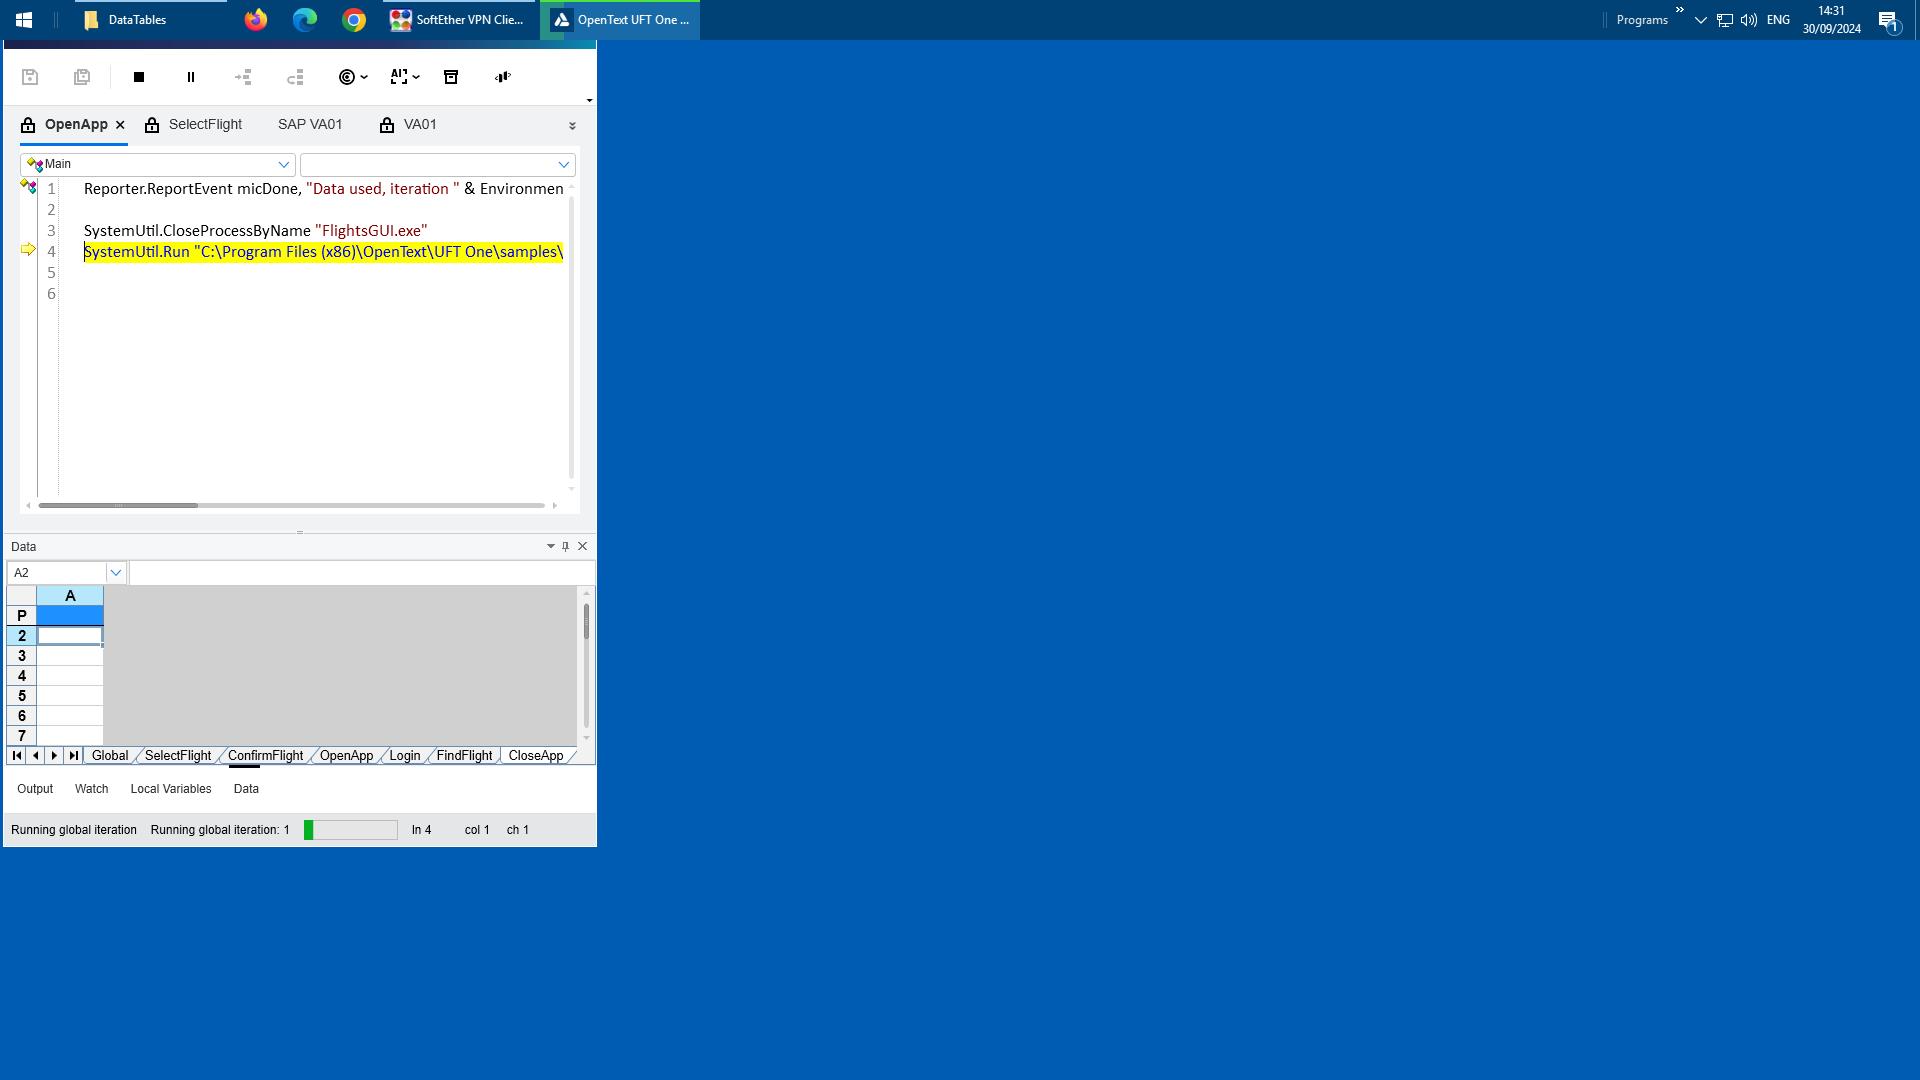 DataTables
SoftEther VPN Clie...
OpenText UFT One ...
Programs
ENG
14:31
30/09/2024
1
OpenApp
SelectFlight
SAP VA01
VA01
Main
1 Reporter.ReportEvent micDone, "Data used, iteration " & Environmen
2
3 SystemUtil.CloseProcessByName "FlightsGUI.exe"
4 SystemUtil.Run "C:\Program Files (x86)\OpenText\UFT One\samples\
5
6
Data
A2
A
P
2
3
4
5
6
7
Global SelectFlight ConfirmFlight OpenApp Login FindFlight CloseApp
Output Watch Local Variables Data
Running global iteration Running global iteration: 1 ln 4 col 1 ch 1